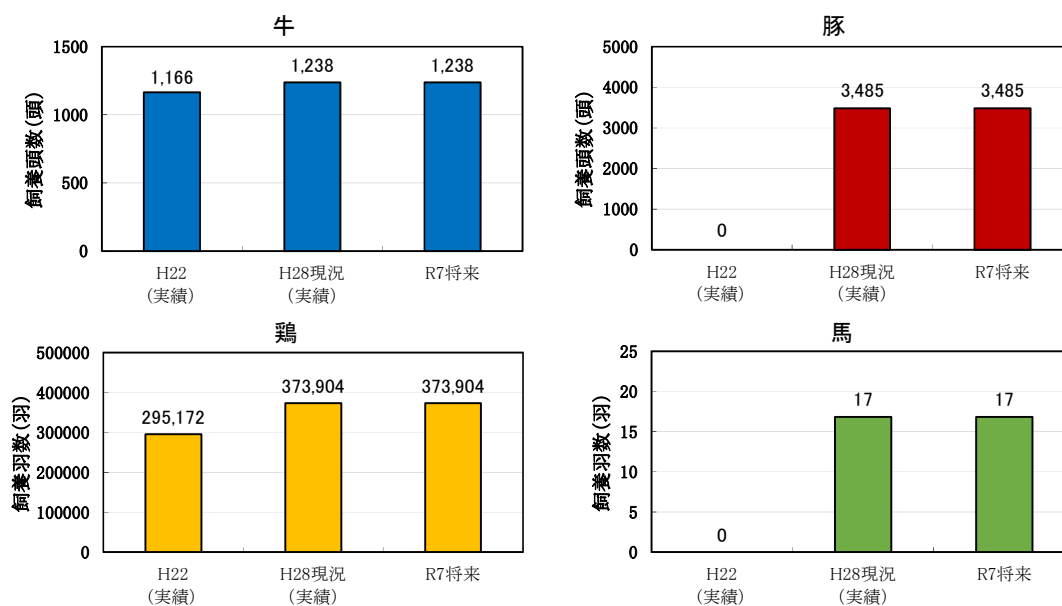 牛
飼養頭数(頭)
1500
1000
500
0
1,166
1,238
1,238
H22
(実績)
H28現況
(実績)
R7将来
豚
飼養頭数(頭)
5000
4000
3000
2000
1000
0
0
3,485
3,485
H22
(実績)
H28現況
(実績)
R7将来
鶏
飼養羽数(羽)
500000
400000
300000
200000
100000
0
295,172
373,904
373,904
H22
(実績)
H28現況
(実績)
R7将来
馬
飼養羽数(羽)
25
20
15
10
5
0
0
17
17
H22
(実績)
H28現況
(実績)
R7将来